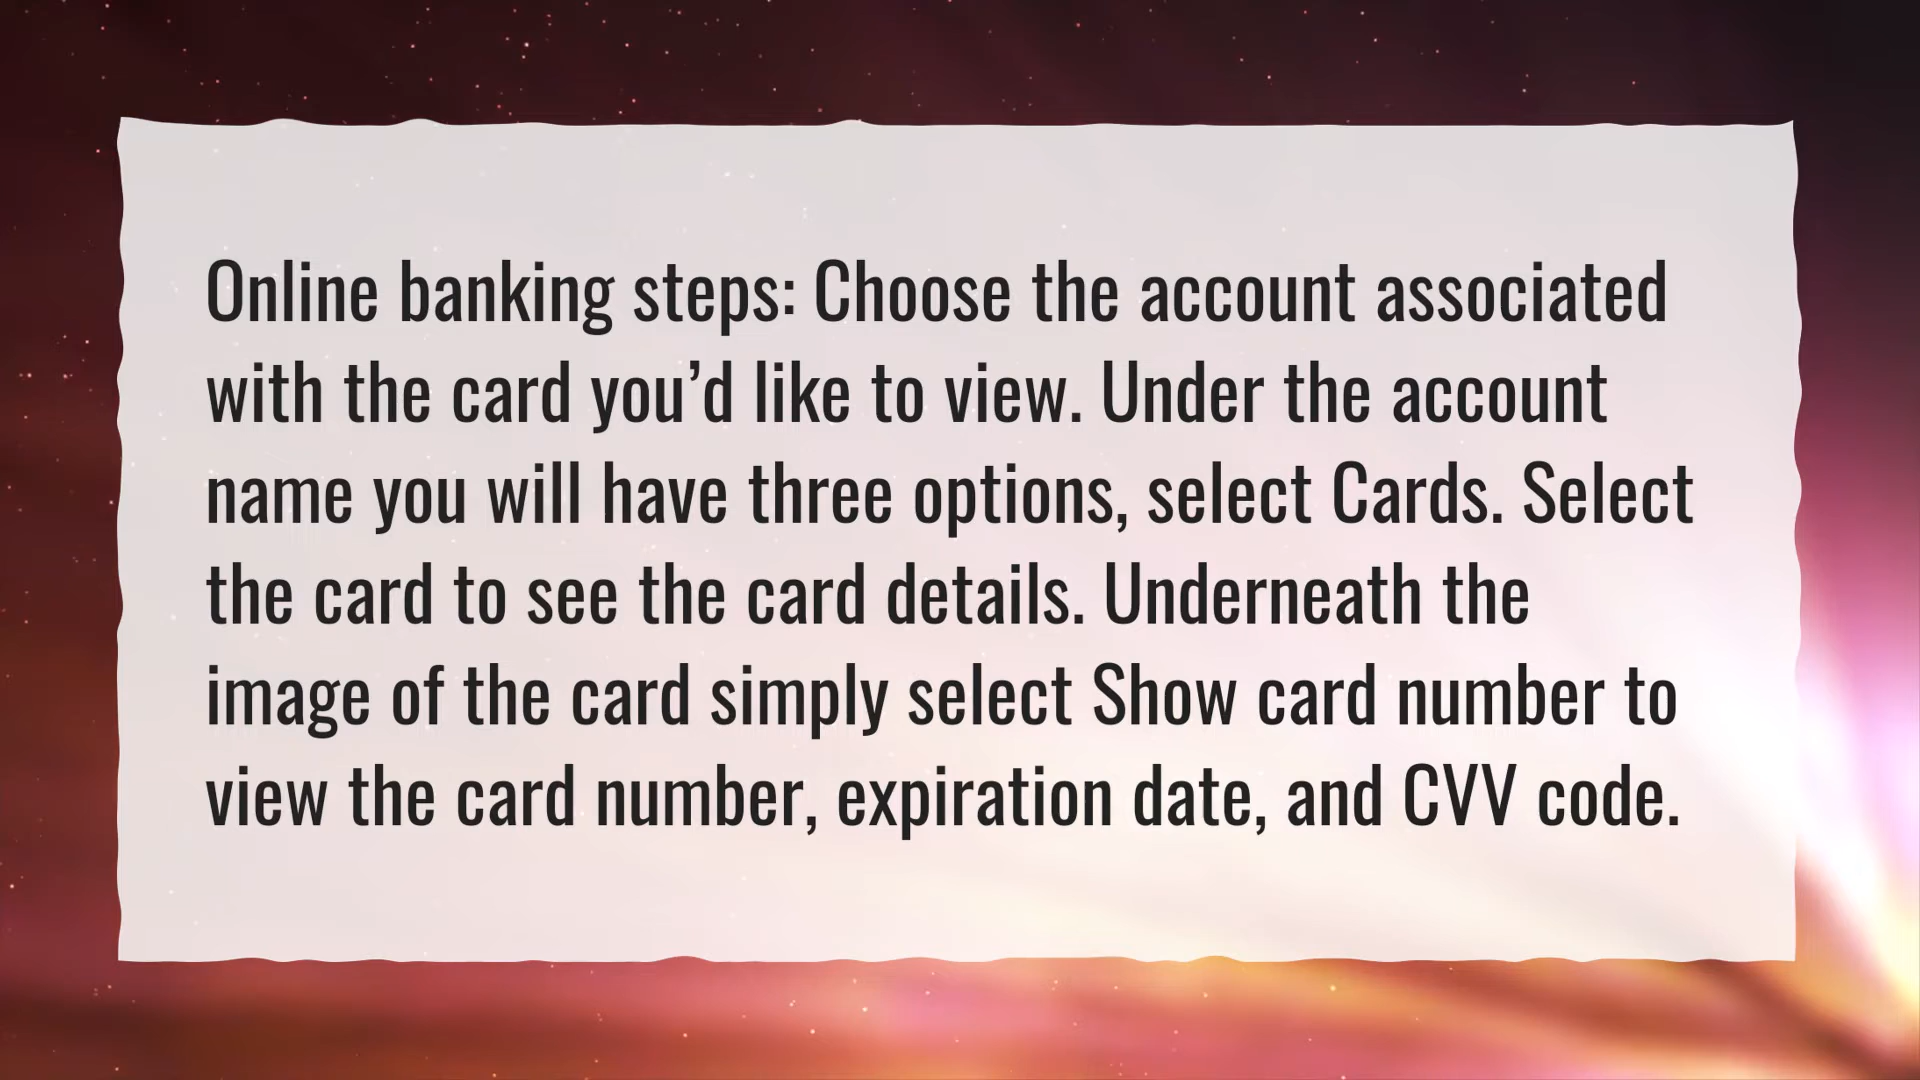 Online banking steps: Choose the account associated
with the card you’d like to view. Under the account
name you will have three options, select Cards. Select
the card to see the card details. Underneath the
image of the card simply select Show card number to
view the card number, expiration date, and CVV code.